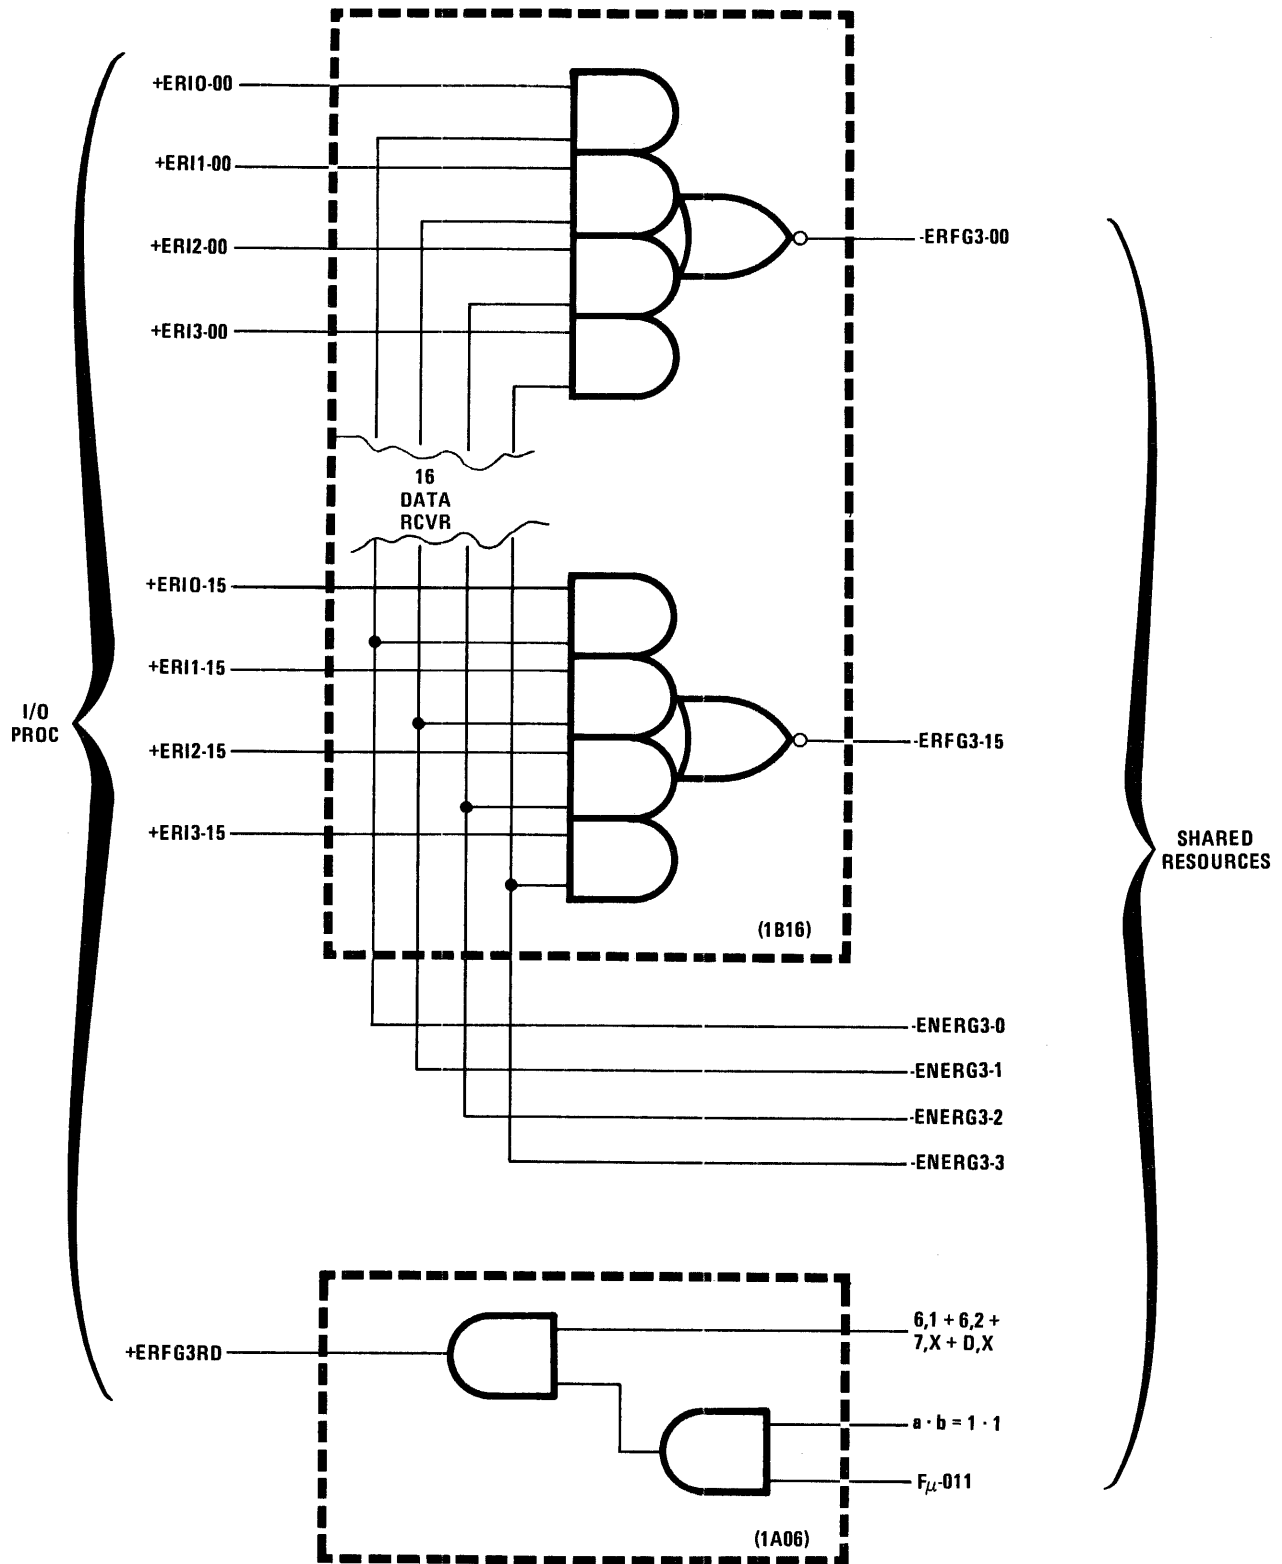 +ERI0-00
+ERI1-00
+ERI2-00
-ERFG3-00
+ERI3-00
16
DATA
RCVR
+ERI0-15
+ERI1-15
I/O
PROC
+ERI2-15
-ERFG3-15
+ERI3-15
SHARED
RESOURCES
(1B16)
-ENERG3-0
-ENERG3-1
-ENERG3-2
-ENERG3-3
6,1 + 6,2 +
7,X + D,X
+ERFG3RD
a · b = 1 · 1
Fμ-011
(1A06)